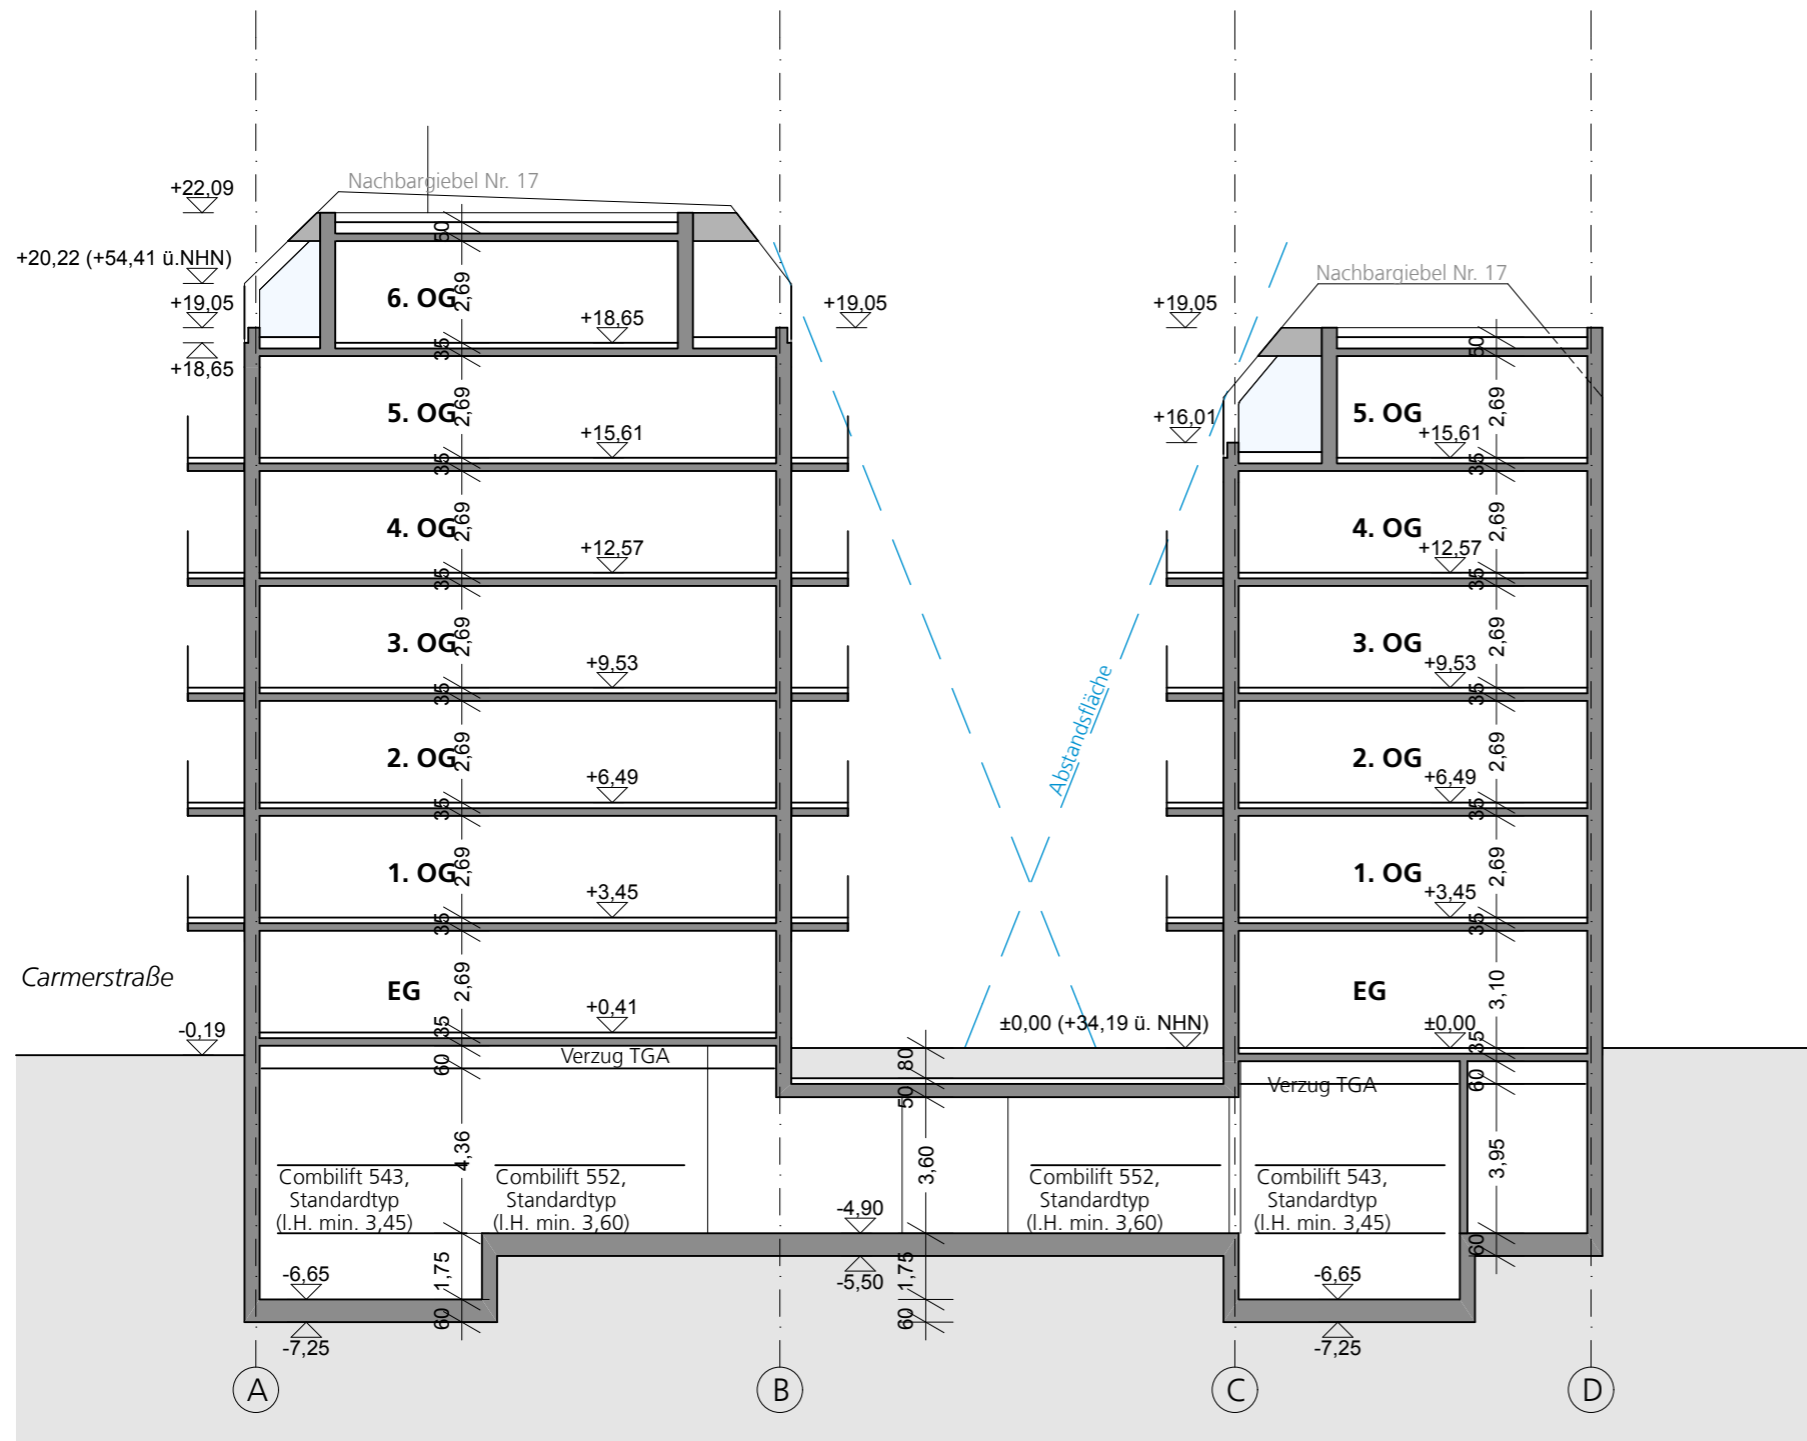 Nachbargiebel Nr. 17
+22,09
50
+20,22 (+54,41 ü.NHN)
Nachbargiebel Nr. 17
6. OG
2,69
+19,05
+18,65
+19,05
+19,05
35
50
+18,65
5. OG
2,69
+15,61
+16,01
5. OG
2,69
+15,61
35
35
4. OG
2,69
+12,57
4. OG
2,69
+12,57
35
35
3. OG
2,69
+9,53
3. OG
2,69
+9,53
35
35
Abstandsfläche
2. OG
2,69
+6,49
2. OG
2,69
+6,49
35
35
1. OG
2,69
+3,45
1. OG
2,69
+3,45
35
35
Carmerstraße
EG
2,69
+0,41
EG
3,10
±0,00
-0,19
35
±0,00 (+34,19 ü. NHN)
35
Verzug TGA
60
80
50
Verzug TGA
60
4,36
3,60
3,95
Combilift 543,
Standardtyp
(l.H. min. 3,45)
Combilift 552,
Standardtyp
(l.H. min. 3,60)
Combilift 552,
Standardtyp
(l.H. min. 3,60)
Combilift 543,
Standardtyp
(l.H. min. 3,45)
-4,90
60
-6,65
1,75
-5,50
1,75
-6,65
60
60
-7,25
-7,25
A
B
C
D